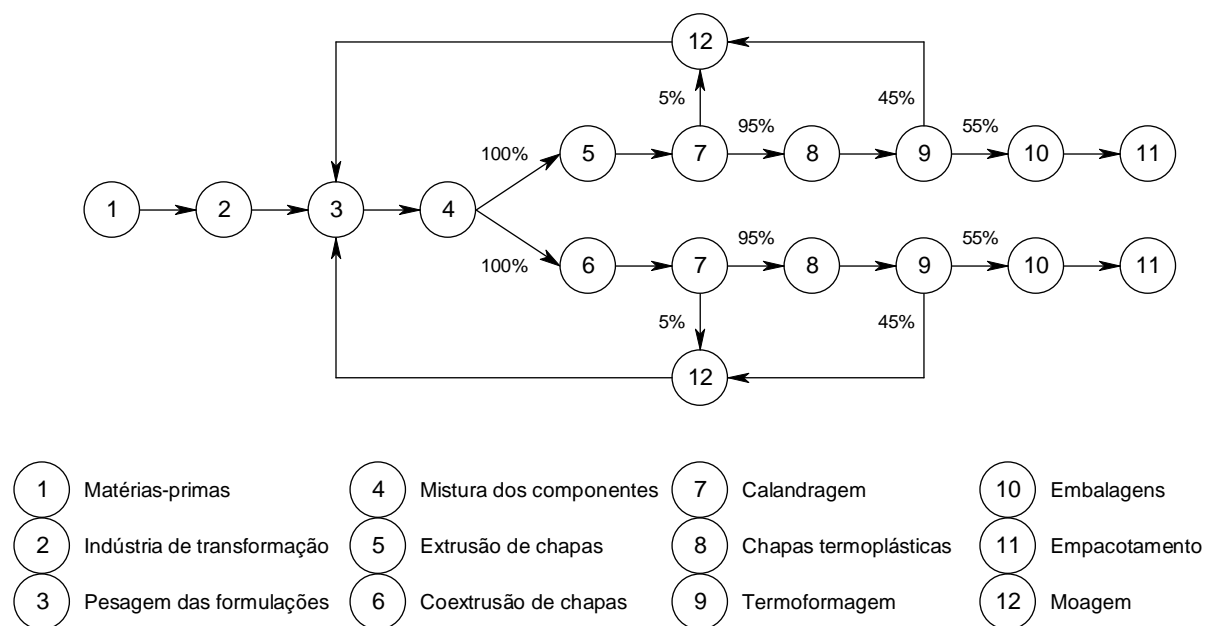 12
5% 45%
95% 55%
100% 5 7 8 9 10 11
1 2 3 4
100% 6 7 95% 8 9 55% 10 11
5% 45%
12
1 Matérias-primas 4 Mistura dos componentes 7 Calandragem 10 Embalagens
2 Indústria de transformação 5 Extrusão de chapas 8 Chapas termoplásticas 11 Empacotamento
3 Pesagem das formulações 6 Coextrusão de chapas 9 Termoformagem 12 Moagem